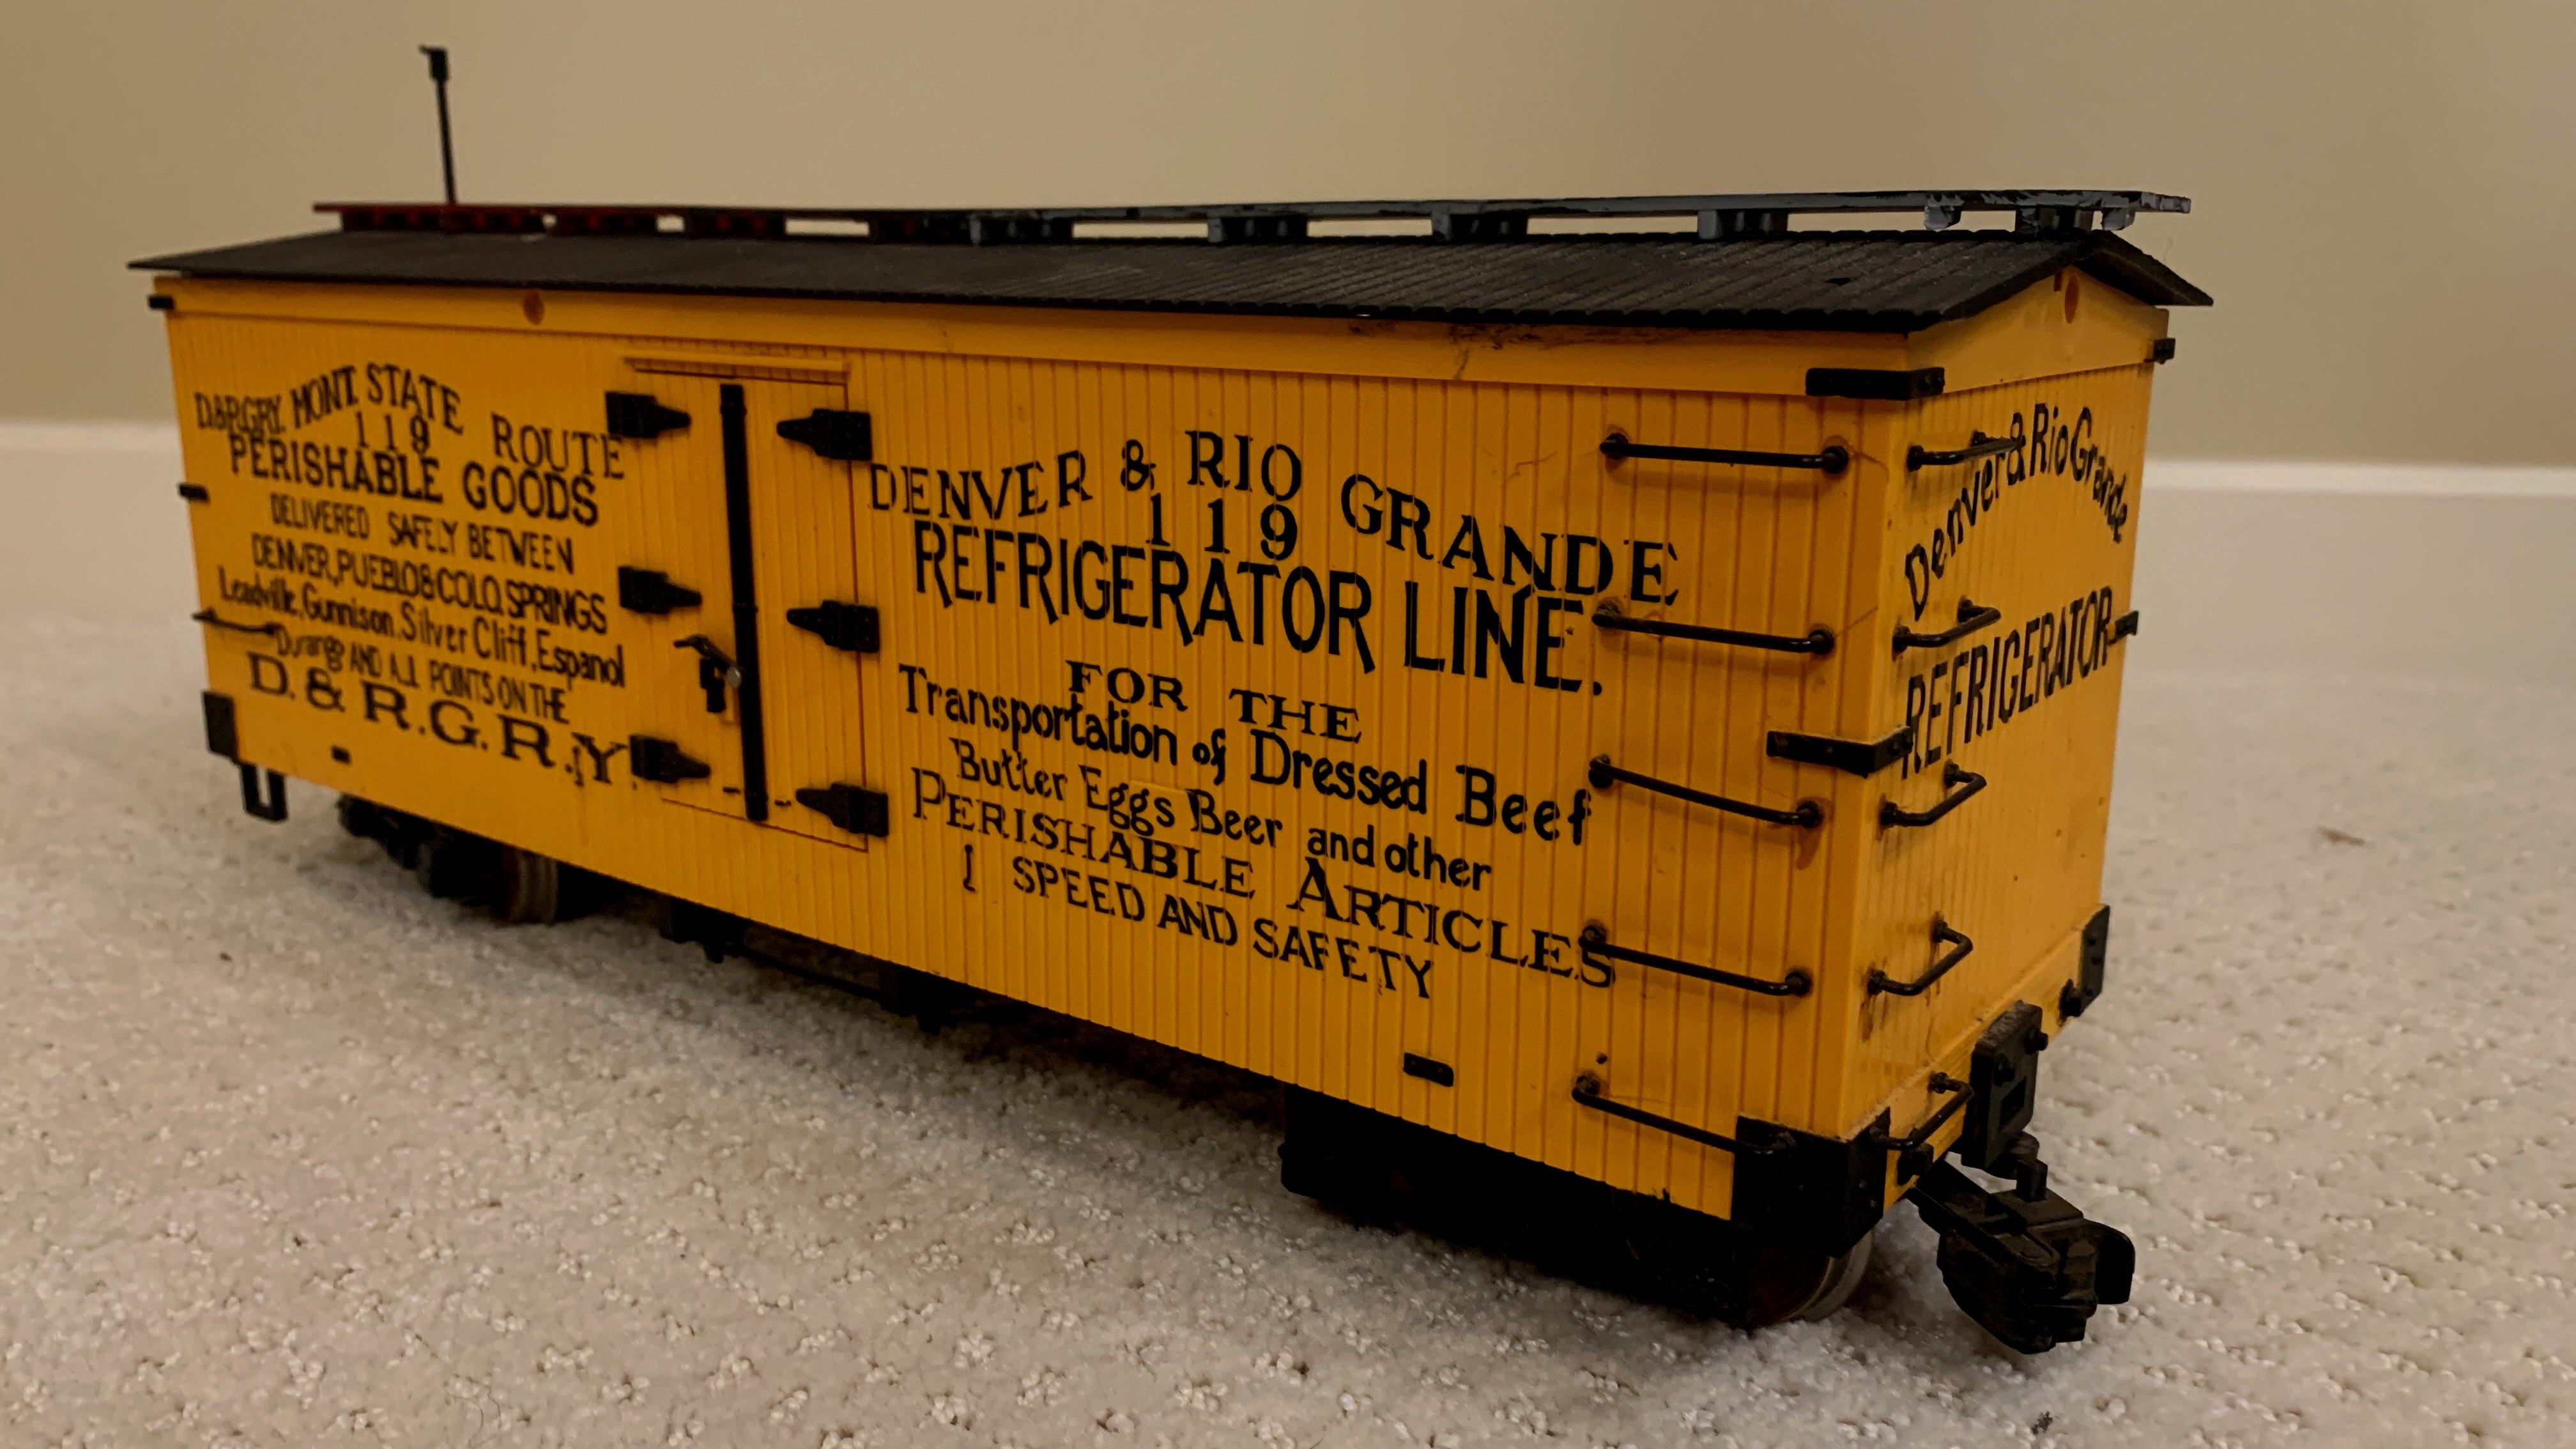 D.&R.G.RY. MONT. STATE ROUTE
119
PERISHABLE GOODS
DELIVERED SAFELY BETWEEN
DENVER, PUEBLO & COLO. SPRINGS
Leadville, Gunnison, Silver Cliff, Espanol
Durango AND A.I. POINTS ON THE
D. & R.G.R.Y.
DENVER & RIO GRANDE
119
REFRIGERATOR LINE.
FOR THE
Transportation of Dressed Beef
Butter Eggs Beer and other
PERISHABLE ARTICLES
SPEED AND SAFETY
Denver & Rio Grande
REFRIGERATOR